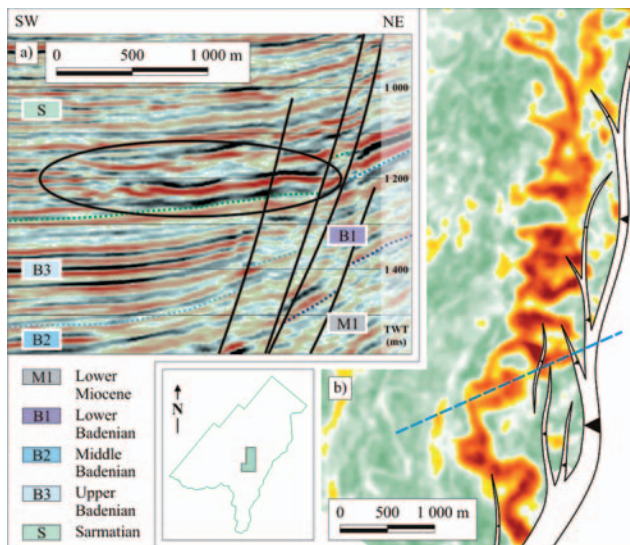 SW NE
a)
0 500 1 000 m
S
1 000
1 200
B1
B3
1 400
M1
TWT
(ms)
B2
M1 Lower
Miocene
B1 Lower
Badenian
B2 Middle
Badenian
B3 Upper
Badenian
S Sarmatian
N
b)
0 500 1 000 m